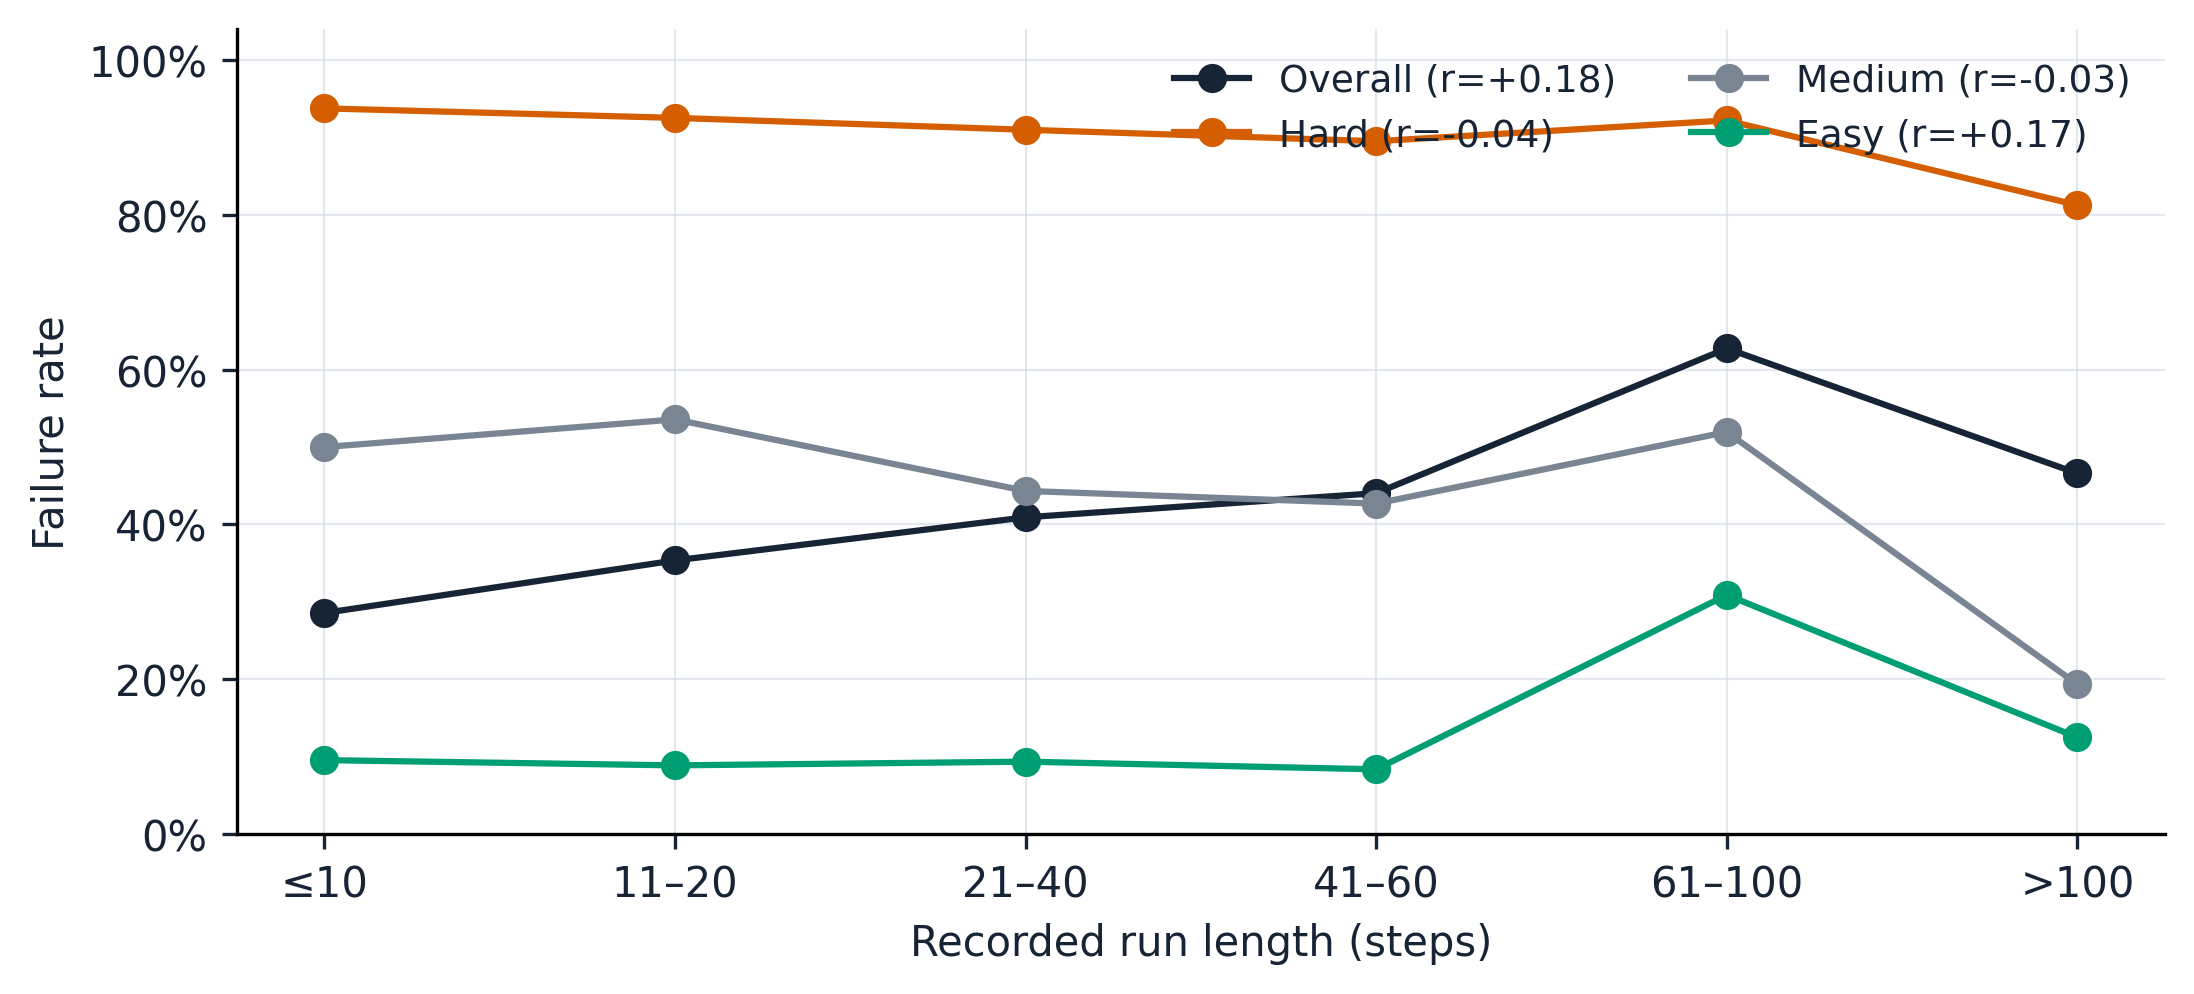 100%
80%
60%
40%
20%
0%
Failure rate
Overall (r=+0.18)
Hard (r=-0.04)
Medium (r=-0.03)
Easy (r=+0.17)
≤10
11–20
21–40
41–60
61–100
>100
Recorded run length (steps)